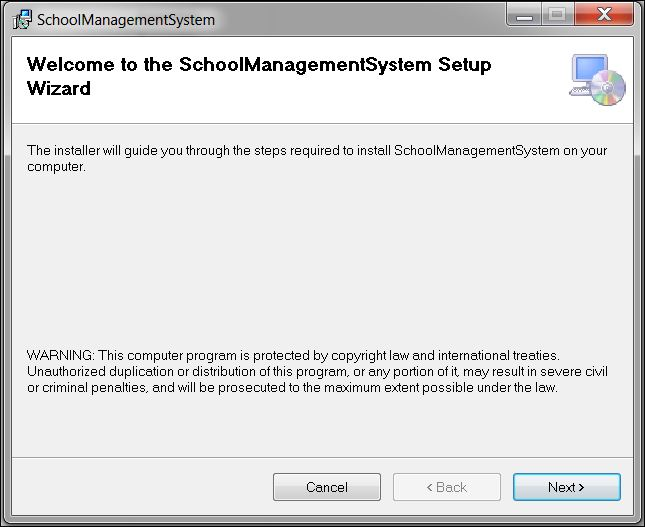 SchoolManagementSystem
Welcome to the SchoolManagementSystem Setup
Wizard
The installer will guide you through the steps required to install SchoolManagementSystem on your
computer.
WARNING: This computer program is protected by copyright law and international treaties.
Unauthorized duplication or distribution of this program, or any portion of it, may result in severe civil
or criminal penalties, and will be prosecuted to the maximum extent possible under the law.
Cancel
< Back
Next >